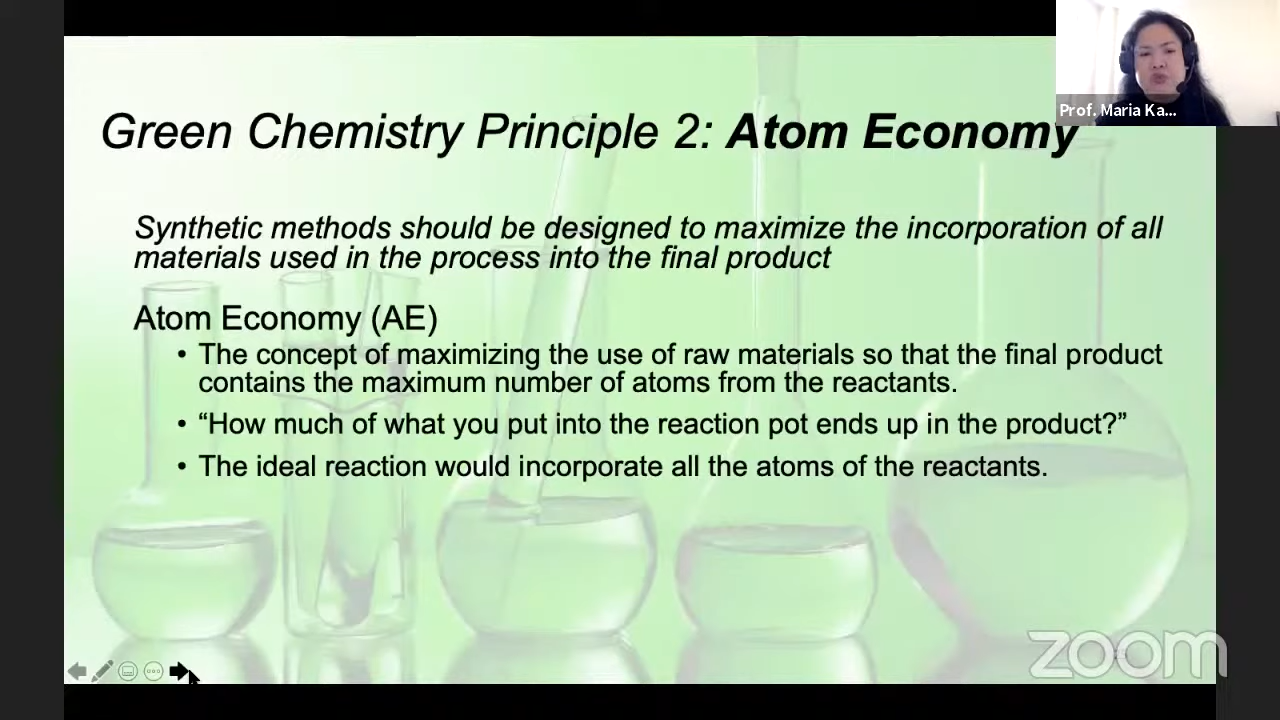 Prof. Maria Ka...
Green Chemistry Principle 2: Atom Economy
Synthetic methods should be designed to maximize the incorporation of all
materials used in the process into the final product
Atom Economy (AE)
• The concept of maximizing the use of raw materials so that the final product
contains the maximum number of atoms from the reactants.
• “How much of what you put into the reaction pot ends up in the product?”
• The ideal reaction would incorporate all the atoms of the reactants.
zoom